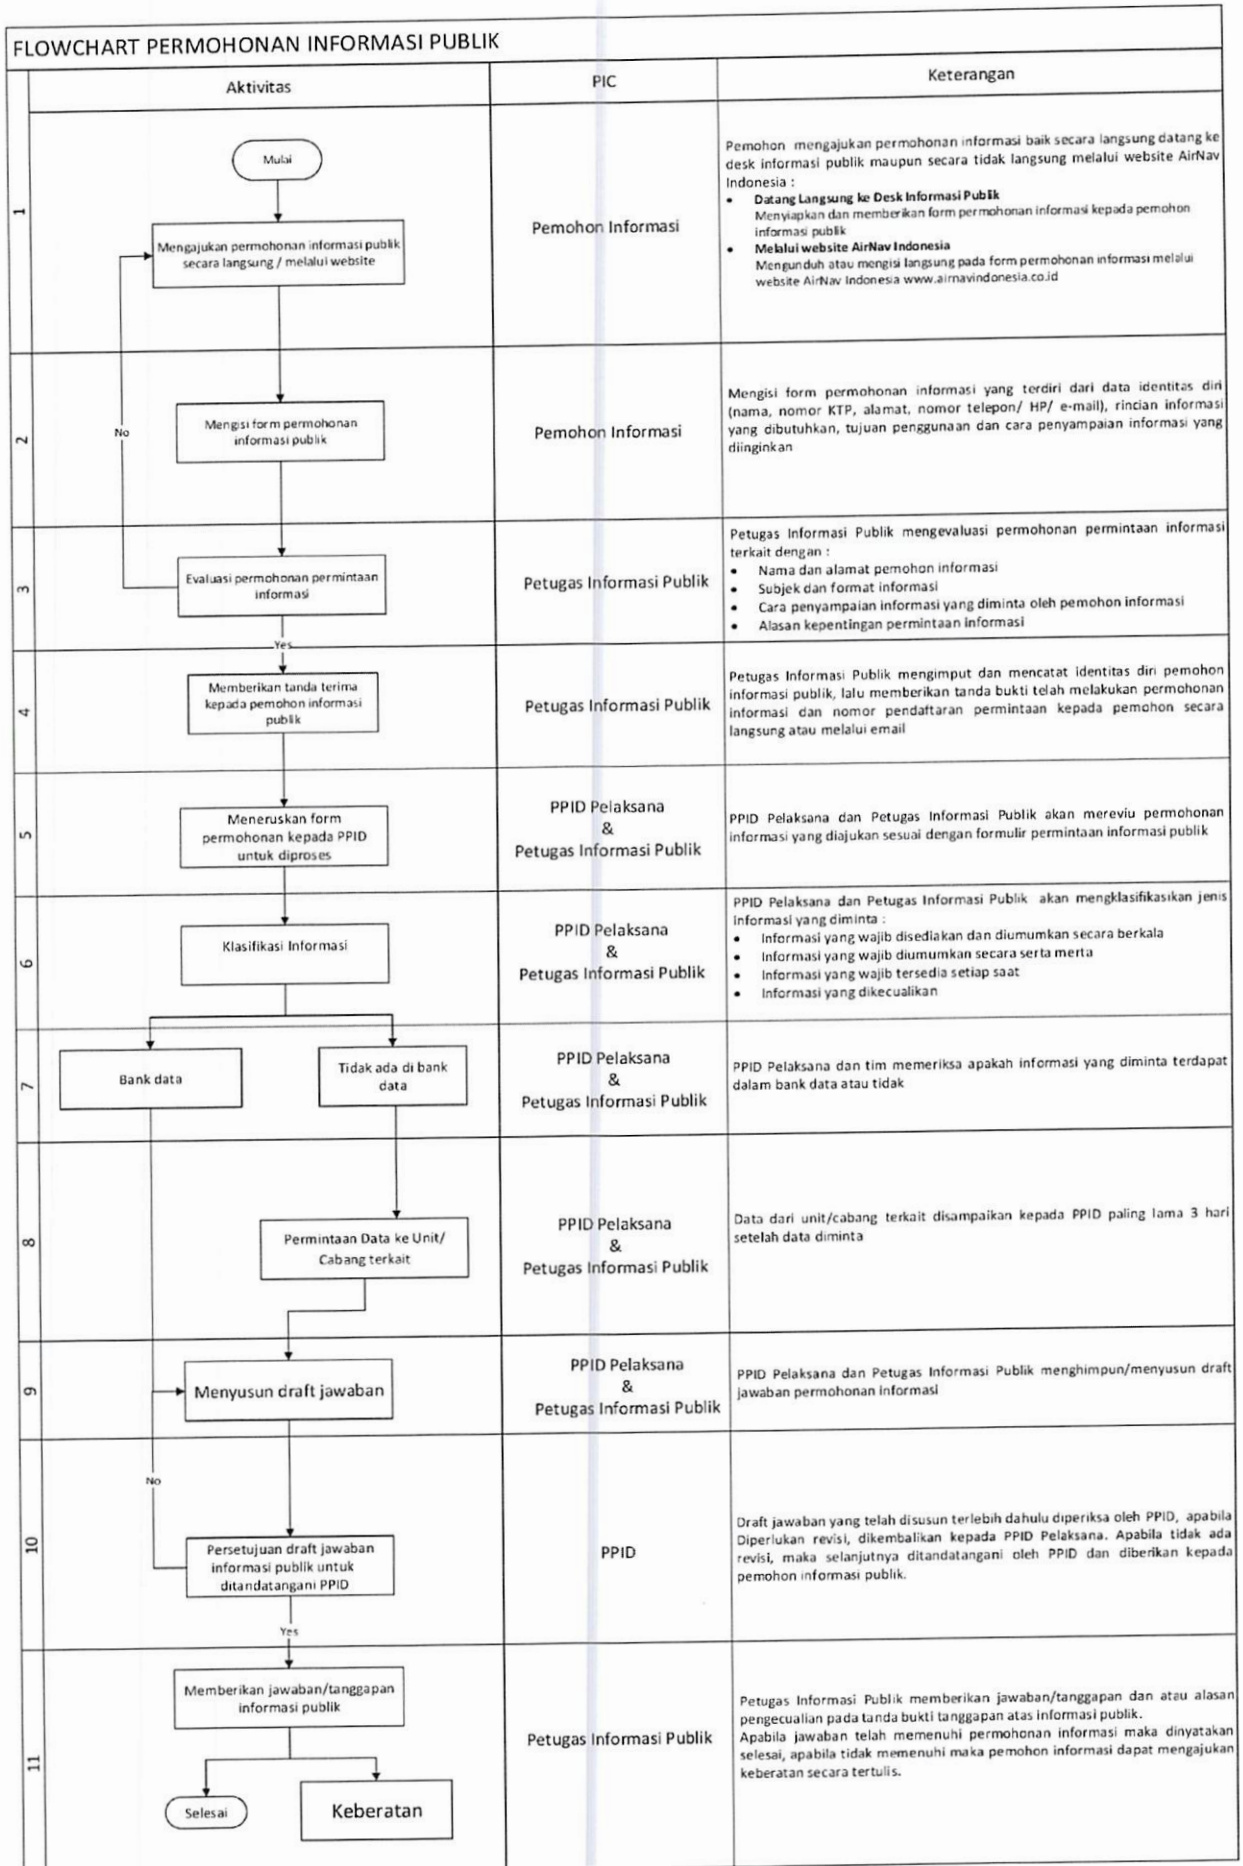 FLOWCHART PERMOHONAN INFORMASI PUBLIK
Aktivitas
PIC
Keterangan
1
Mulai
Mengajukan permohonan informasi publik
secara langsung / melalui website
Pemohon Informasi
Pemohon mengajukan permohonan informasi baik secara langsung datang ke
desk informasi publik maupun secara tidak langsung melalui website AirNav
Indonesia :
• Datang Langsung ke Desk Informasi Publik
Menyiapkan dan memberikan form permohonan informasi kepada pemohon
informasi publik
• Melalui website AirNav Indonesia
Mengunduh atau mengisi langsung pada form permohonan informasi melalui
website AirNav Indonesia www.airnavindonesia.co.id
2
No
Mengisi form permohonan
informasi publik
Pemohon Informasi
Mengisi form permohonan informasi yang terdiri dari data identitas diri
(nama, nomor KTP, alamat, nomor telepon/ HP/ e-mail), rincian informasi
yang dibutuhkan, tujuan penggunaan dan cara penyampaian informasi yang
diinginkan
3
Evaluasi permohonan permintaan
informasi
Yes
Petugas Informasi Publik
Petugas Informasi Publik mengevaluasi permohonan permintaan informasi
terkait dengan :
• Nama dan alamat pemohon informasi
• Subjek dan format informasi
• Cara penyampaian informasi yang diminta oleh pemohon informasi
• Alasan kepentingan permintaan informasi
4
Memberikan tanda terima
kepada pemohon informasi
publik
Petugas Informasi Publik
Petugas Informasi Publik mengimput dan mencatat identitas diri pemohon
informasi publik, lalu memberikan tanda bukti telah melakukan permohonan
informasi dan nomor pendaftaran permintaan kepada pemohon secara
langsung atau melalui email
5
Meneruskan form
permohonan kepada PPID
untuk diproses
PPID Pelaksana
&
Petugas Informasi Publik
PPID Pelaksana dan Petugas Informasi Publik akan mereviu permohonan
informasi yang diajukan sesuai dengan formulir permintaan informasi publik
6
Klasifikasi Informasi
PPID Pelaksana
&
Petugas Informasi Publik
PPID Pelaksana dan Petugas Informasi Publik akan mengklasifikasikan jenis
informasi yang diminta :
• Informasi yang wajib disediakan dan diumumkan secara berkala
• Informasi yang wajib diumumkan secara serta merta
• Informasi yang wajib tersedia setiap saat
• Informasi yang dikecualikan
7
Bank data
Tidak ada di bank
data
PPID Pelaksana
&
Petugas Informasi Publik
PPID Pelaksana dan tim memeriksa apakah informasi yang diminta terdapat
dalam bank data atau tidak
8
Permintaan Data ke Unit/
Cabang terkait
PPID Pelaksana
&
Petugas Informasi Publik
Data dari unit/cabang terkait disampaikan kepada PPID paling lama 3 hari
setelah data diminta
9
Menyusun draft jawaban
PPID Pelaksana
&
Petugas Informasi Publik
PPID Pelaksana dan Petugas Informasi Publik menghimpun/menyusun draft
jawaban permohonan informasi
10
No
Persetujuan draft jawaban
informasi publik untuk
ditandatangani PPID
Yes
PPID
Draft jawaban yang telah disusun terlebih dahulu diperiksa oleh PPID, apabila
Diperlukan revisi, dikembalikan kepada PPID Pelaksana. Apabila tidak ada
revisi, maka selanjutnya ditandatangani oleh PPID dan diberikan kepada
pemohon informasi publik.
11
Memberikan jawaban/tanggapan
informasi publik
Selesai
Keberatan
Petugas Informasi Publik
Petugas Informasi Publik memberikan jawaban/tanggapan dan atau alasan
pengecualian pada tanda bukti tanggapan atas informasi publik.
Apabila jawaban telah memenuhi permohonan informasi maka dinyatakan
selesai, apabila tidak memenuhi maka pemohon informasi dapat mengajukan
keberatan secara tertulis.